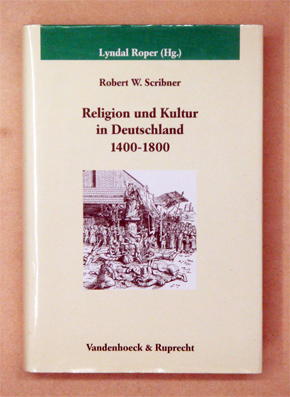 Lyndal Roper (Hg.)
Robert W. Scribner
Religion und Kultur
in Deutschland
1400-1800
Vandenhoeck & Ruprecht